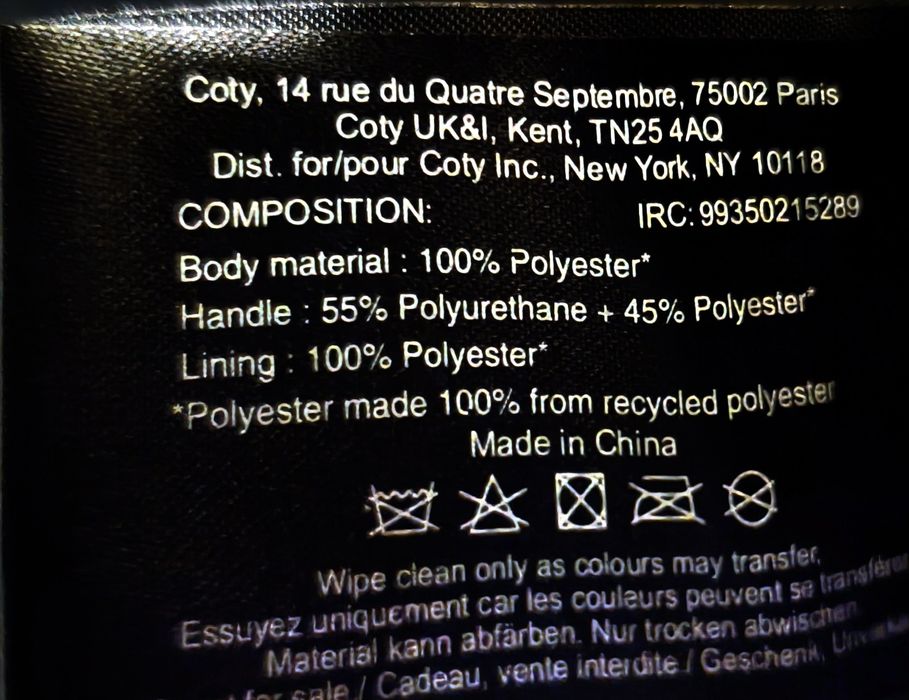 Coty, 14 rue du Quatre Septembre, 75002 Paris
Coty UK&I, Kent, TN25 4AQ
Dist. for/pour Coty Inc., New York, NY 10118
COMPOSITION: IRC: 99350215289
Body material : 100% Polyester*
Handle : 55% Polyurethane + 45% Polyester*
Lining : 100% Polyester*
*Polyester made 100% from recycled polyester
Made in China
Wipe clean only as colours may transfer.
Essuyez uniquement car les couleurs peuvent se
Material kann abfärben. Nur trocken abwischen
for sale / Cadeau, vente interdite / Geschenk,